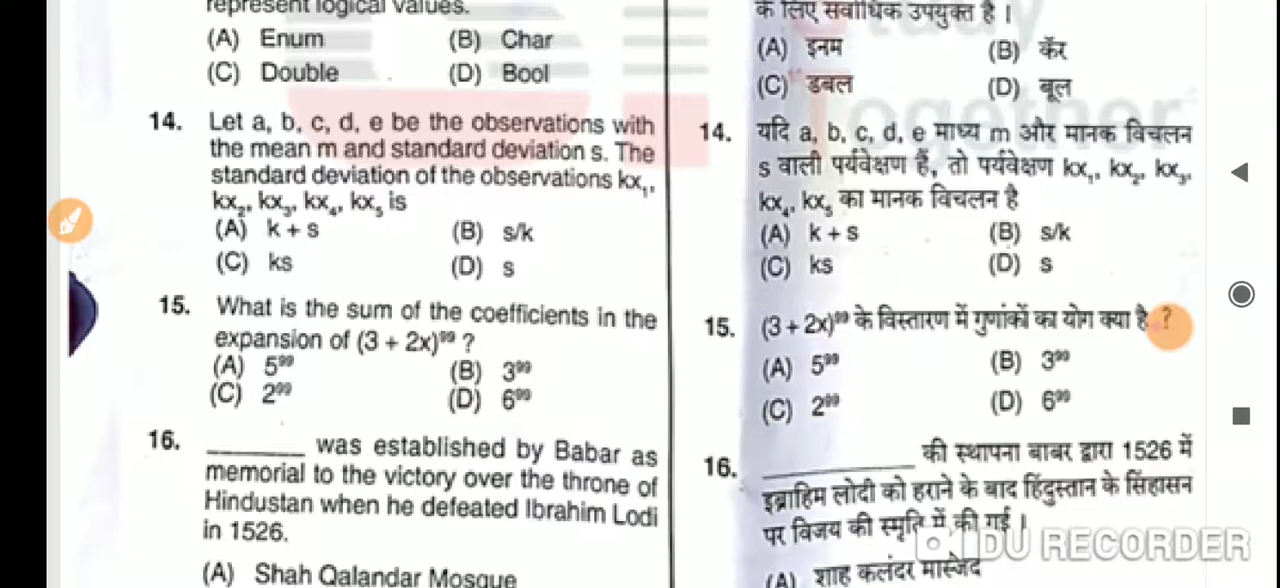 represent logical values.
(A) Enum (B) Char
(C) Double (D) Bool
14. Let a, b, c, d, e be the observations with
the mean m and standard deviation s. The
standard deviation of the observations kx₁,
kx₂, kx₃, kx₄, kx₅ is
(A) k + s (B) s/k
(C) ks (D) s
15. What is the sum of the coefficients in the
expansion of (3 + 2x)⁹⁹ ?
(A) 5⁹⁹ (B) 3⁹⁹
(C) 2⁹⁹ (D) 6⁹⁹
16. ______ was established by Babar as
memorial to the victory over the throne of
Hindustan when he defeated Ibrahim Lodi
in 1526.
(A) Shah Qalandar Mosque
के लिए सर्वाधिक उपयुक्त है ।
(A) इनम (B) कॅर
(C) डबल (D) बूल
14. यदि a, b, c, d, e माध्य m और मानक विचलन
s वाली पर्यवेक्षण हैं, तो पर्यवेक्षण kx₁, kx₂, kx₃,
kx₄, kx₅ का मानक विचलन है
(A) k + s (B) s/k
(C) ks (D) s
15. (3 + 2x)⁹⁹ के विस्तारण में गुणांकों का योग क्या है ?
(A) 5⁹⁹ (B) 3⁹⁹
(C) 2⁹⁹ (D) 6⁹⁹
16. ______ की स्थापना बाबर द्वारा 1526 में
इब्राहिम लोदी को हराने के बाद हिंदुस्तान के सिंहासन
पर विजय की स्मृति में की गई ।
(A) शाह कलंदर मास्जेद
Study
Together
DU RECORDER